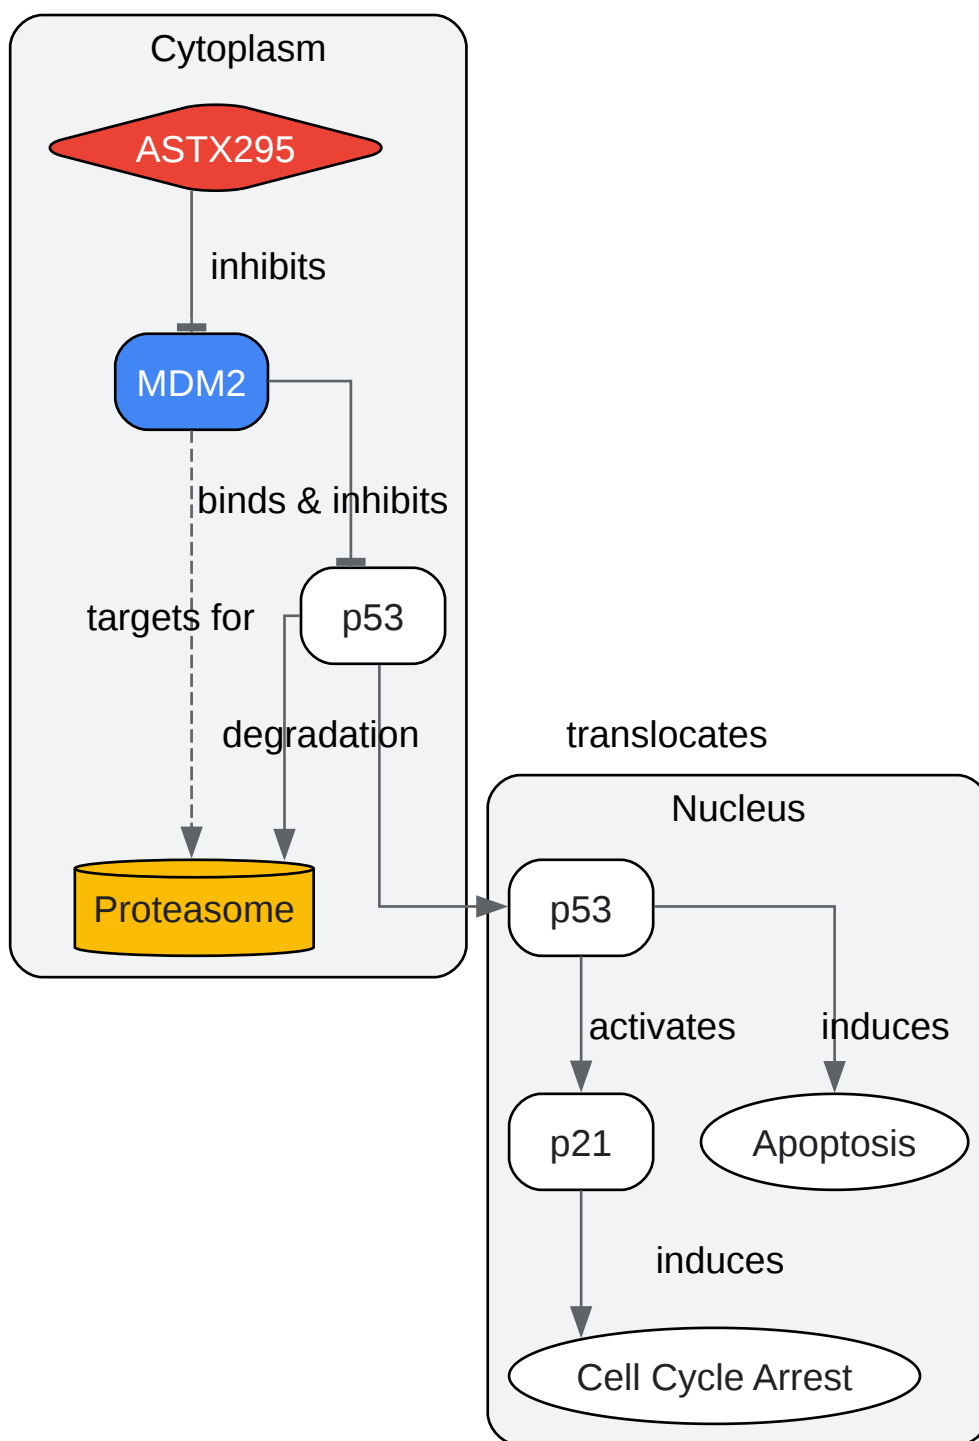 Cytoplasm
ASTX295
inhibits
MDM2
binds & inhibits
targets for
p53
degradation
translocates
Nucleus
Proteasome
p53
activates
induces
p21
Apoptosis
induces
Cell Cycle Arrest